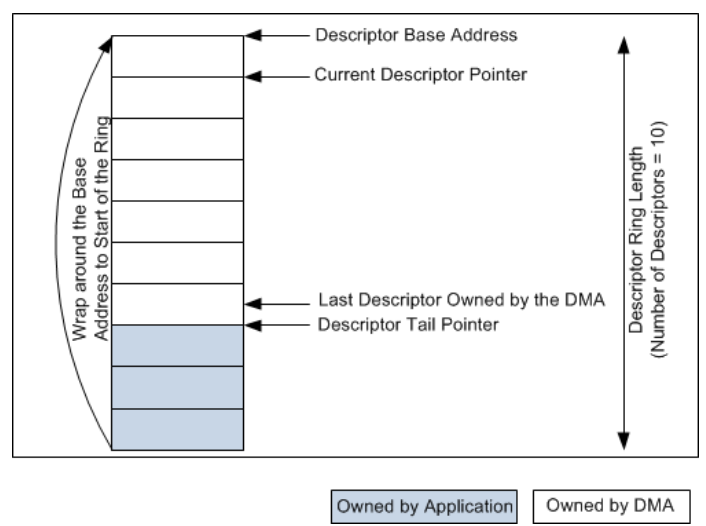 Descriptor Base Address
Current Descriptor Pointer
Wrap around the Base
Address to Start of the Ring
Descriptor Ring Length
(Number of Descriptors = 10)
Last Descriptor Owned by the DMA
Descriptor Tail Pointer
Owned by Application
Owned by DMA